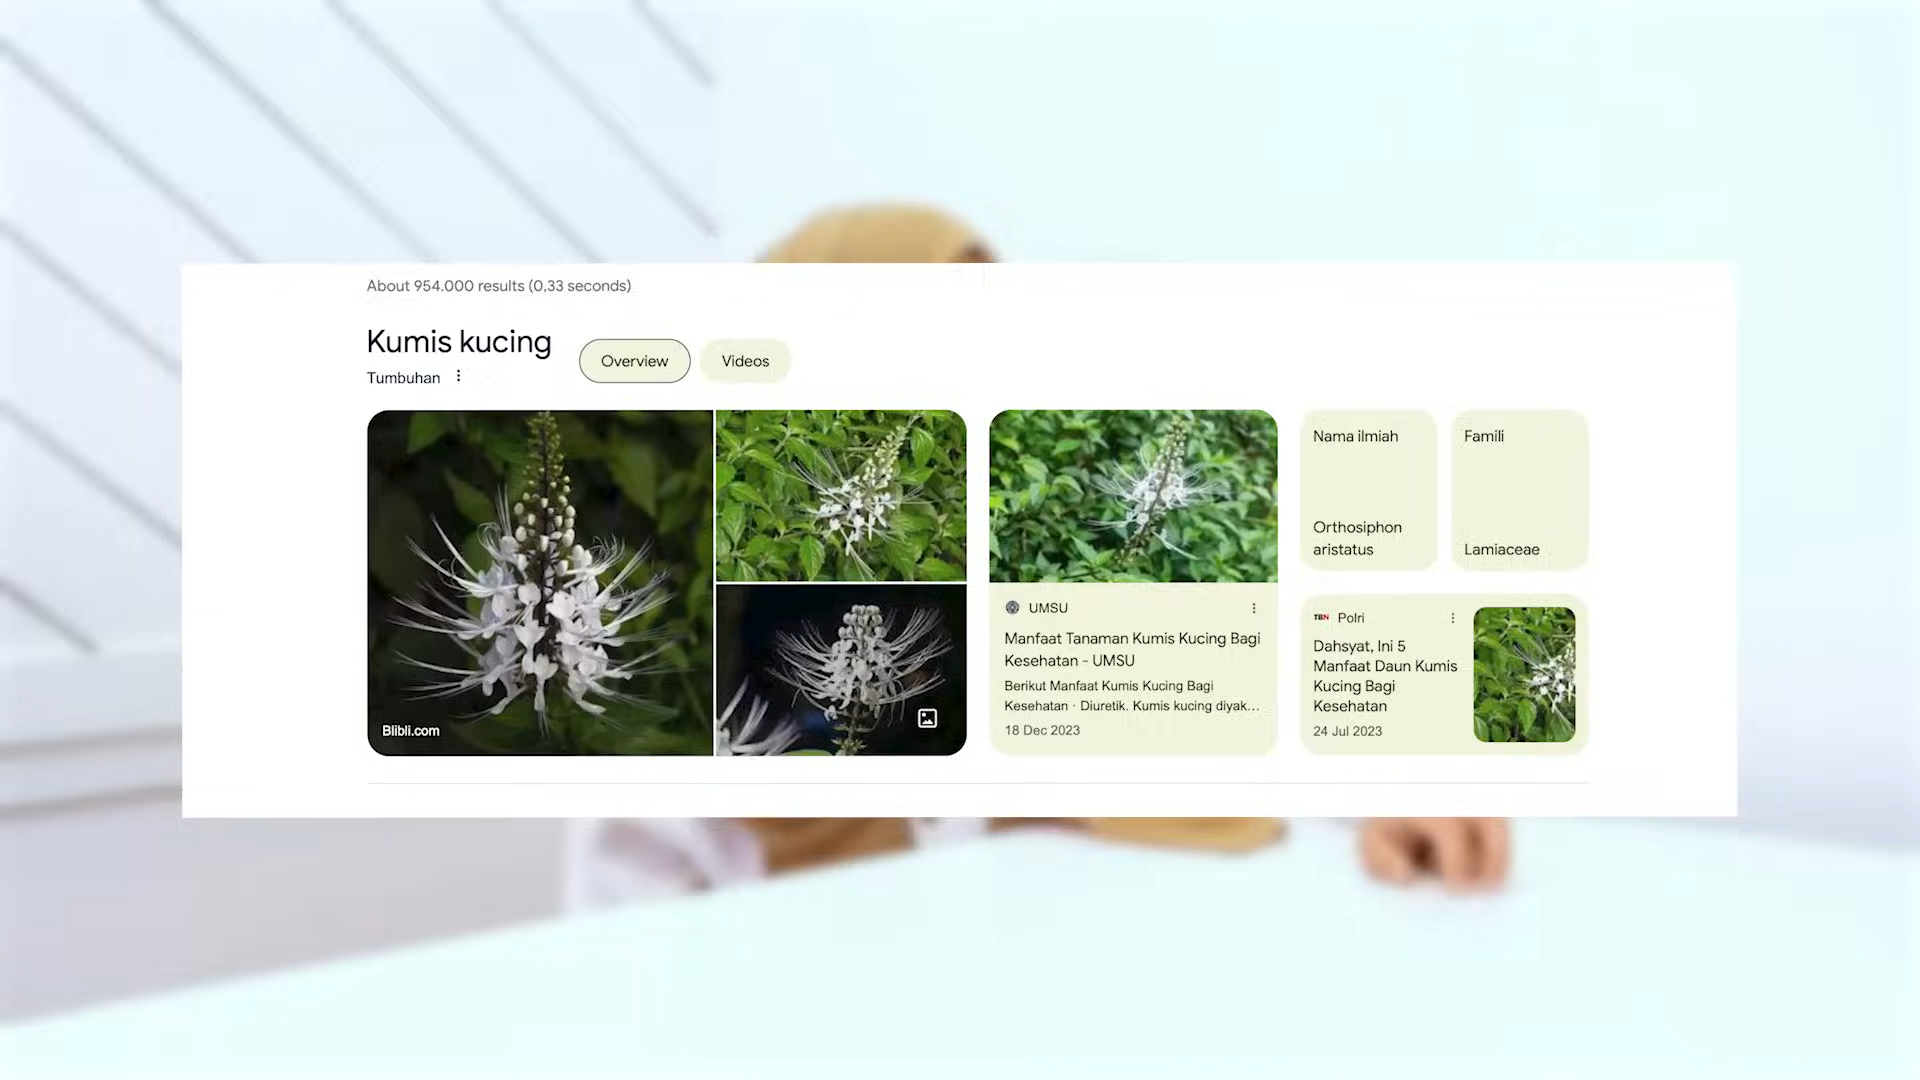 About 954.000 results (0,33 seconds)
Kumis kucing
Tumbuhan
Overview
Videos
Blibli.com
UMSU
Manfaat Tanaman Kumis Kucing Bagi
Kesehatan - UMSU
Berikut Manfaat Kumis Kucing Bagi
Kesehatan · Diuretik. Kumis kucing diyak...
18 Dec 2023
Nama ilmiah
Orthosiphon
aristatus
Famili
Lamiaceae
TBN Polri
Dahsyat, Ini 5
Manfaat Daun Kumis
Kucing Bagi
Kesehatan
24 Jul 2023